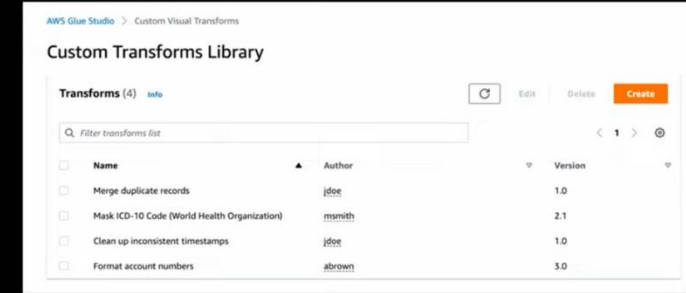 AWS Glue Studio > Custom Visual Transforms
Custom Transforms Library
Transforms (4) Info Edit Delete Create
Filter transforms list < 1 >
Name Author Version
Merge duplicate records jdoe 1.0
Mask ICD-10 Code (World Health Organization) msmith 2.1
Clean up inconsistent timestamps jdoe 1.0
Format account numbers abrown 3.0